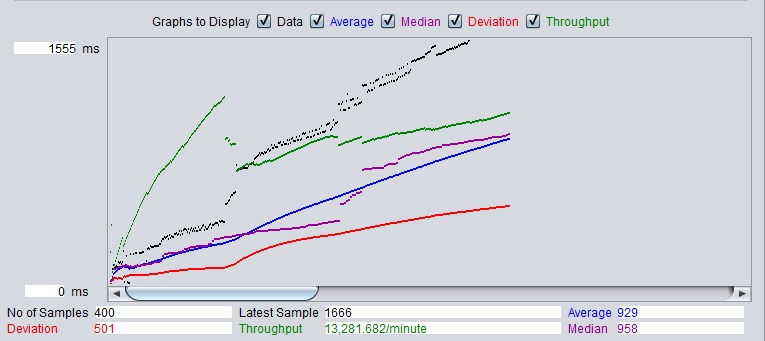 Graphs to Display Data Average Median Deviation Throughput
1555 ms
0 ms
No of Samples 400 Latest Sample 1666 Average 929
Deviation 501 Throughput 13,281.682/minute Median 958